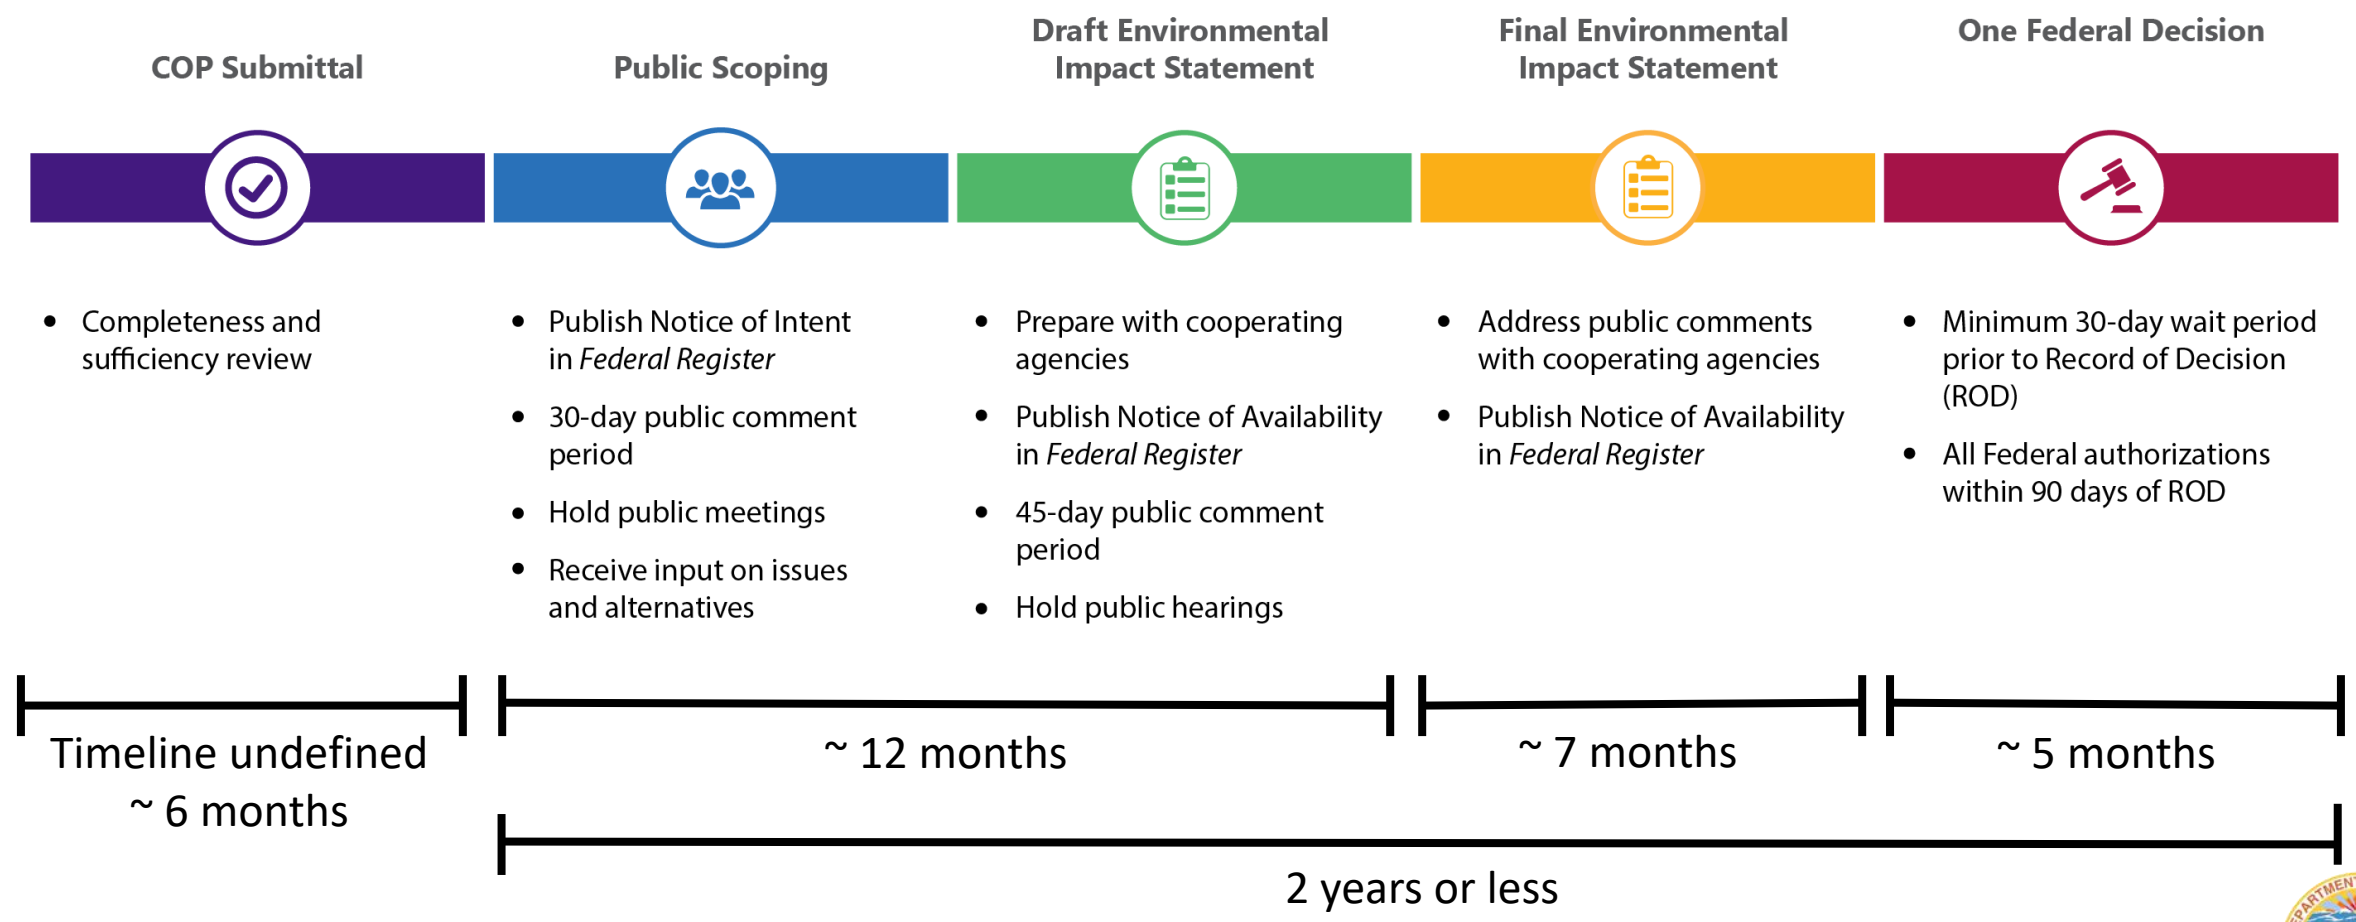 COP Submittal
Public Scoping
Draft Environmental
Impact Statement
Final Environmental
Impact Statement
One Federal Decision
• Completeness and
sufficiency review
• Publish Notice of Intent
in Federal Register
• 30-day public comment
period
• Hold public meetings
• Receive input on issues
and alternatives
• Prepare with cooperating
agencies
• Publish Notice of Availability
in Federal Register
• 45-day public comment
period
• Hold public hearings
• Address public comments
with cooperating agencies
• Publish Notice of Availability
in Federal Register
• Minimum 30-day wait period
prior to Record of Decision
(ROD)
• All Federal authorizations
within 90 days of ROD
Timeline undefined
~ 6 months
~ 12 months
~ 7 months
~ 5 months
2 years or less